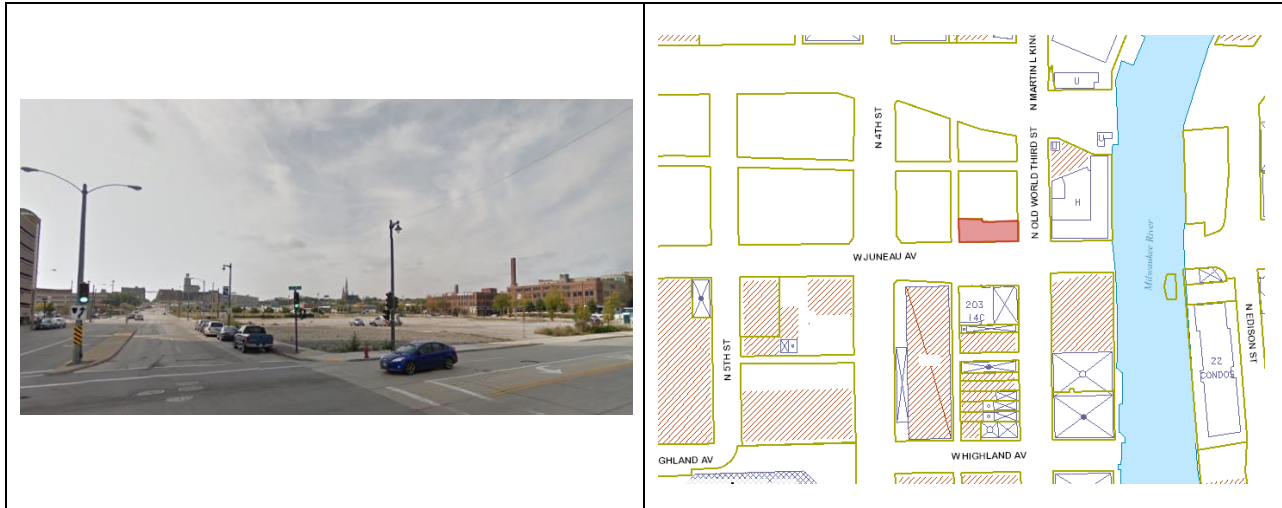 N MARTIN L KING
U
N 4TH ST
N OLD WORLD THIRD ST
U
U
H
W JUNEAU AV
Milwaukee River
203
14C
N 5TH ST
N EDISON ST
22
CONDOS
GHLAND AV
W HIGHLAND AV